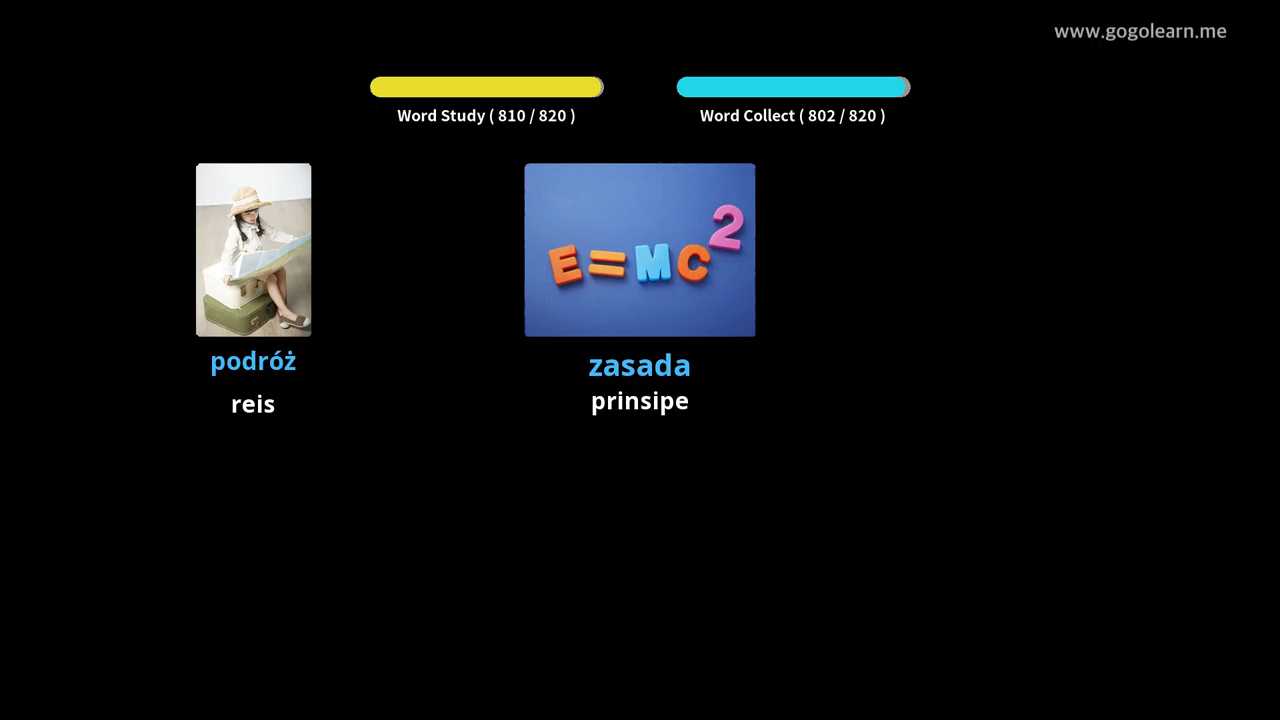 www.gogolearn.me
Word Study ( 810 / 820 )
Word Collect ( 802 / 820 )
E=MC2
podróż
reis
zasada
prinsipe